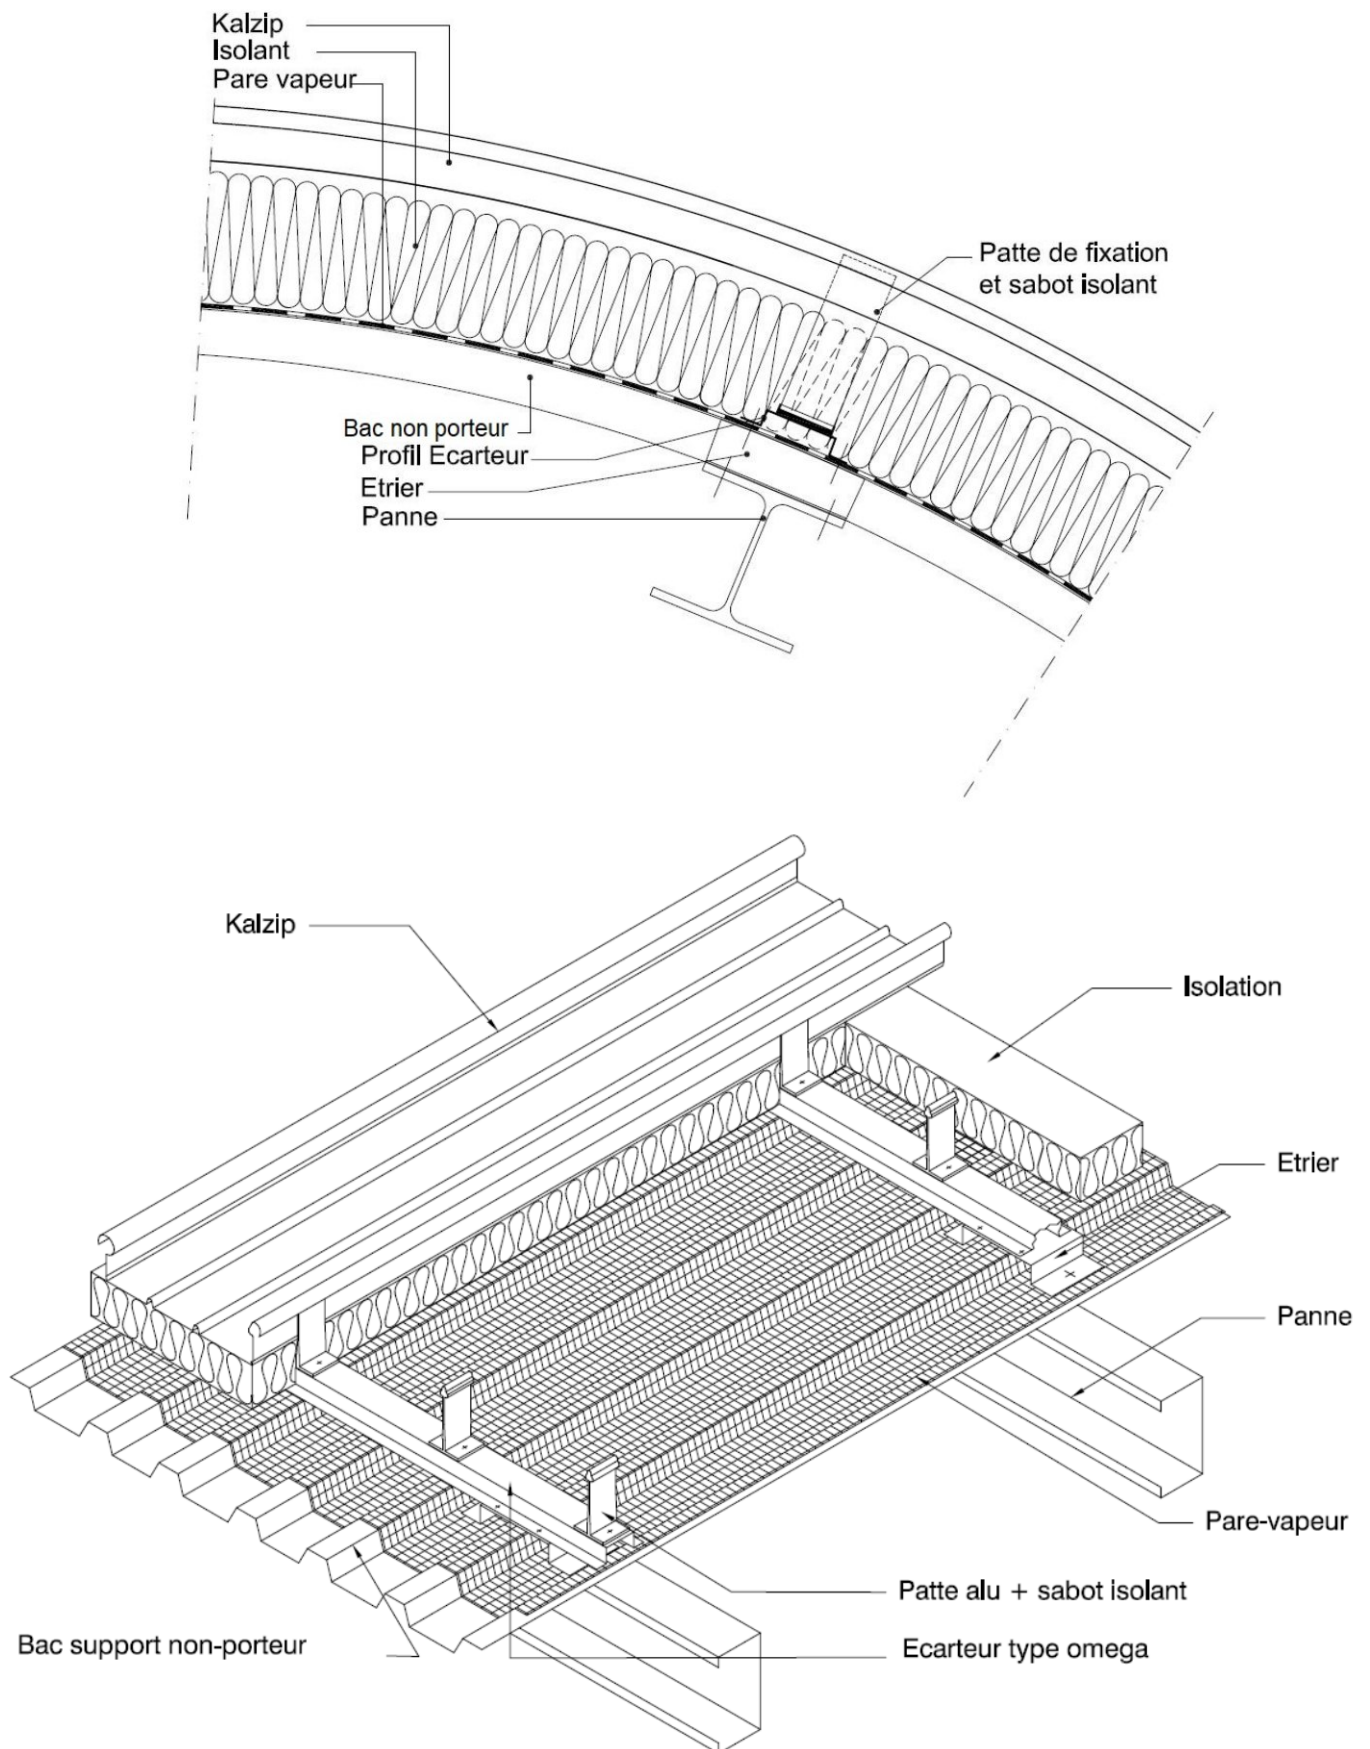 Kalzip
Isolant
Pare vapeur
Patte de fixation
et sabot isolant
Bac non porteur
Profil Ecarteur
Etrier
Panne
Kalzip
Isolation
Etrier
Panne
Pare-vapeur
Patte alu + sabot isolant
Bac support non-porteur
Ecarteur type omega